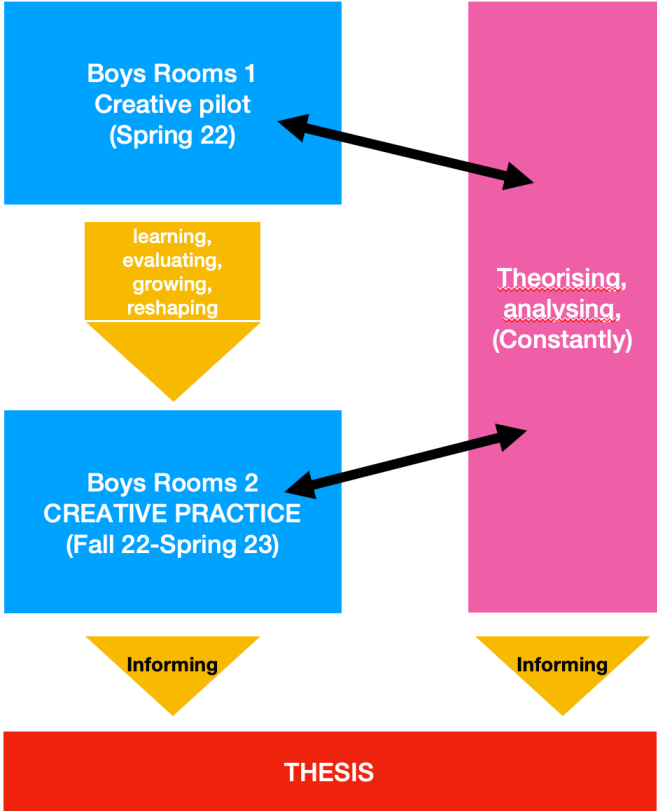 Boys Rooms 1
Creative pilot
(Spring 22)
learning,
evaluating,
growing,
reshaping
Theorising,
analysing,
(Constantly)
Boys Rooms 2
CREATIVE PRACTICE
(Fall 22-Spring 23)
Informing
Informing
THESIS